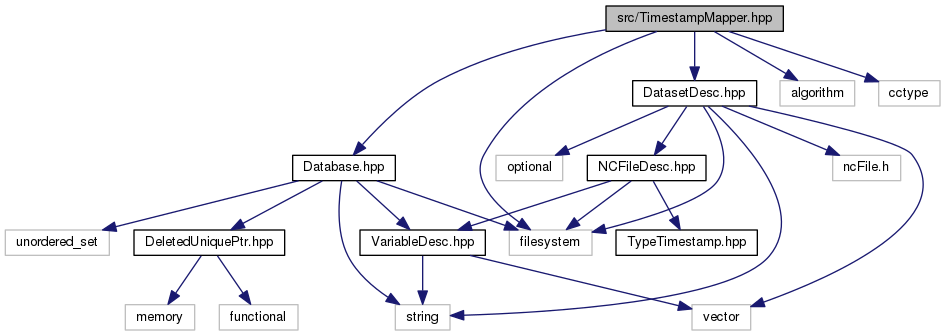 src/TimestampMapper.hpp
DatasetDesc.hpp
algorithm
cctype
Database.hpp
optional
NCFileDesc.hpp
ncFile.h
unordered_set
DeletedUniquePtr.hpp
VariableDesc.hpp
filesystem
TypeTimestamp.hpp
memory
functional
string
vector